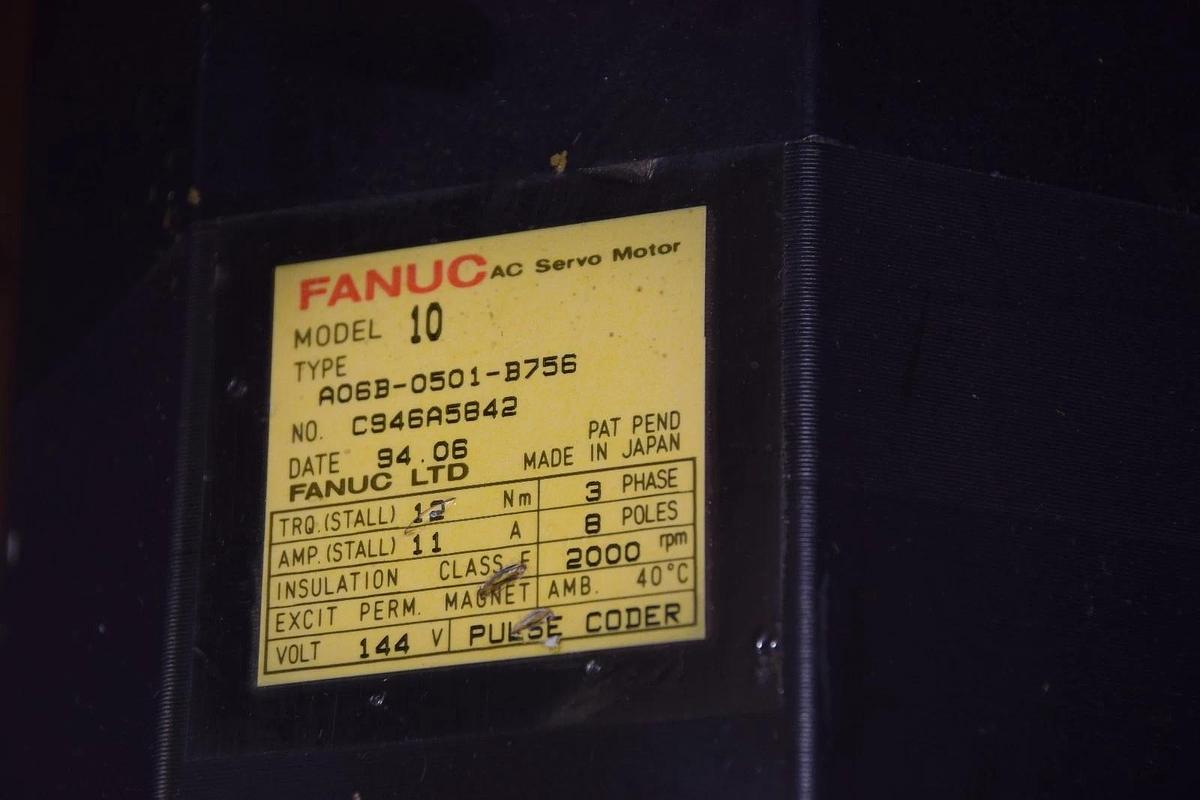 FANUC AC Servo Motor
MODEL 10
TYPE
A06B-0501-B756
NO. C946A5842
DATE 94.06 PAT PEND
FANUC LTD MADE IN JAPAN
TRQ.(STALL) 12 Nm 3 PHASE
AMP.(STALL) 11 A 8 POLES
INSULATION CLASS F 2000 rpm
EXCIT PERM. MAGNET AMB. 40°C
VOLT 144 V PULSE CODER